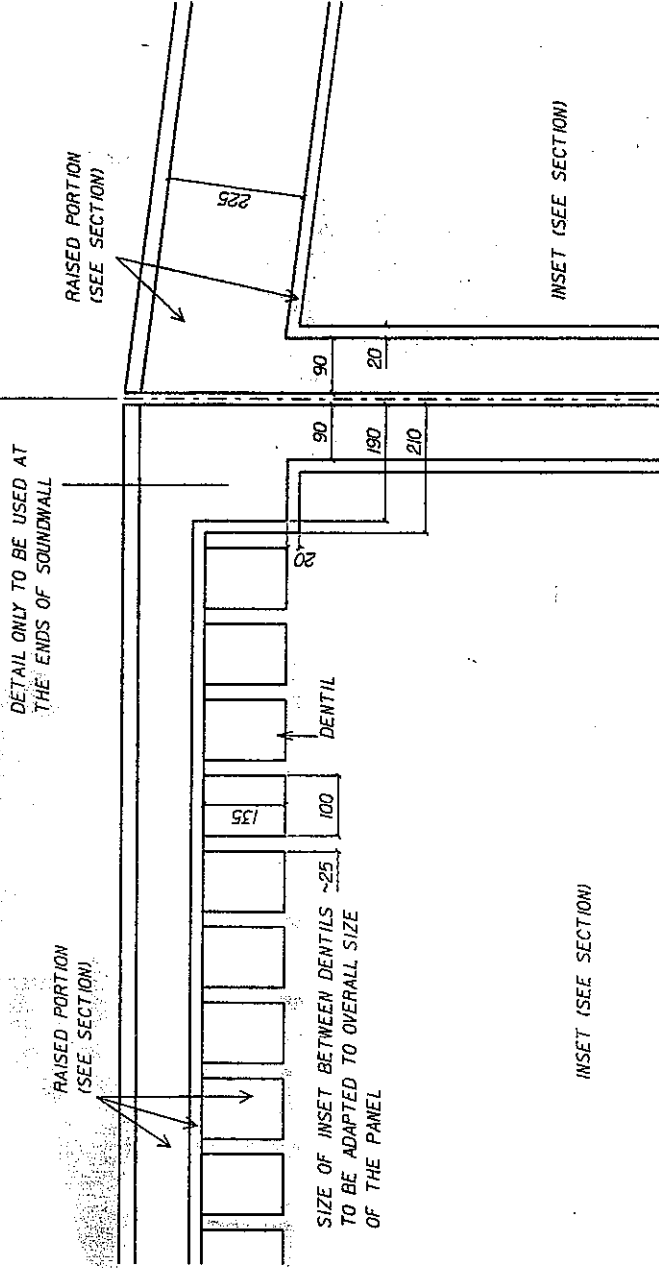 DETAIL ONLY TO BE USED AT
THE ENDS OF SOUNDWALL
RAISED PORTION
(SEE SECTION)
RAISED PORTION
(SEE SECTION)
225
90
90
20
190
210
20
DENTIL
135
100
SIZE OF INSET BETWEEN DENTILS ~25
TO BE ADAPTED TO OVERALL SIZE
OF THE PANEL
INSET (SEE SECTION)
INSET (SEE SECTION)